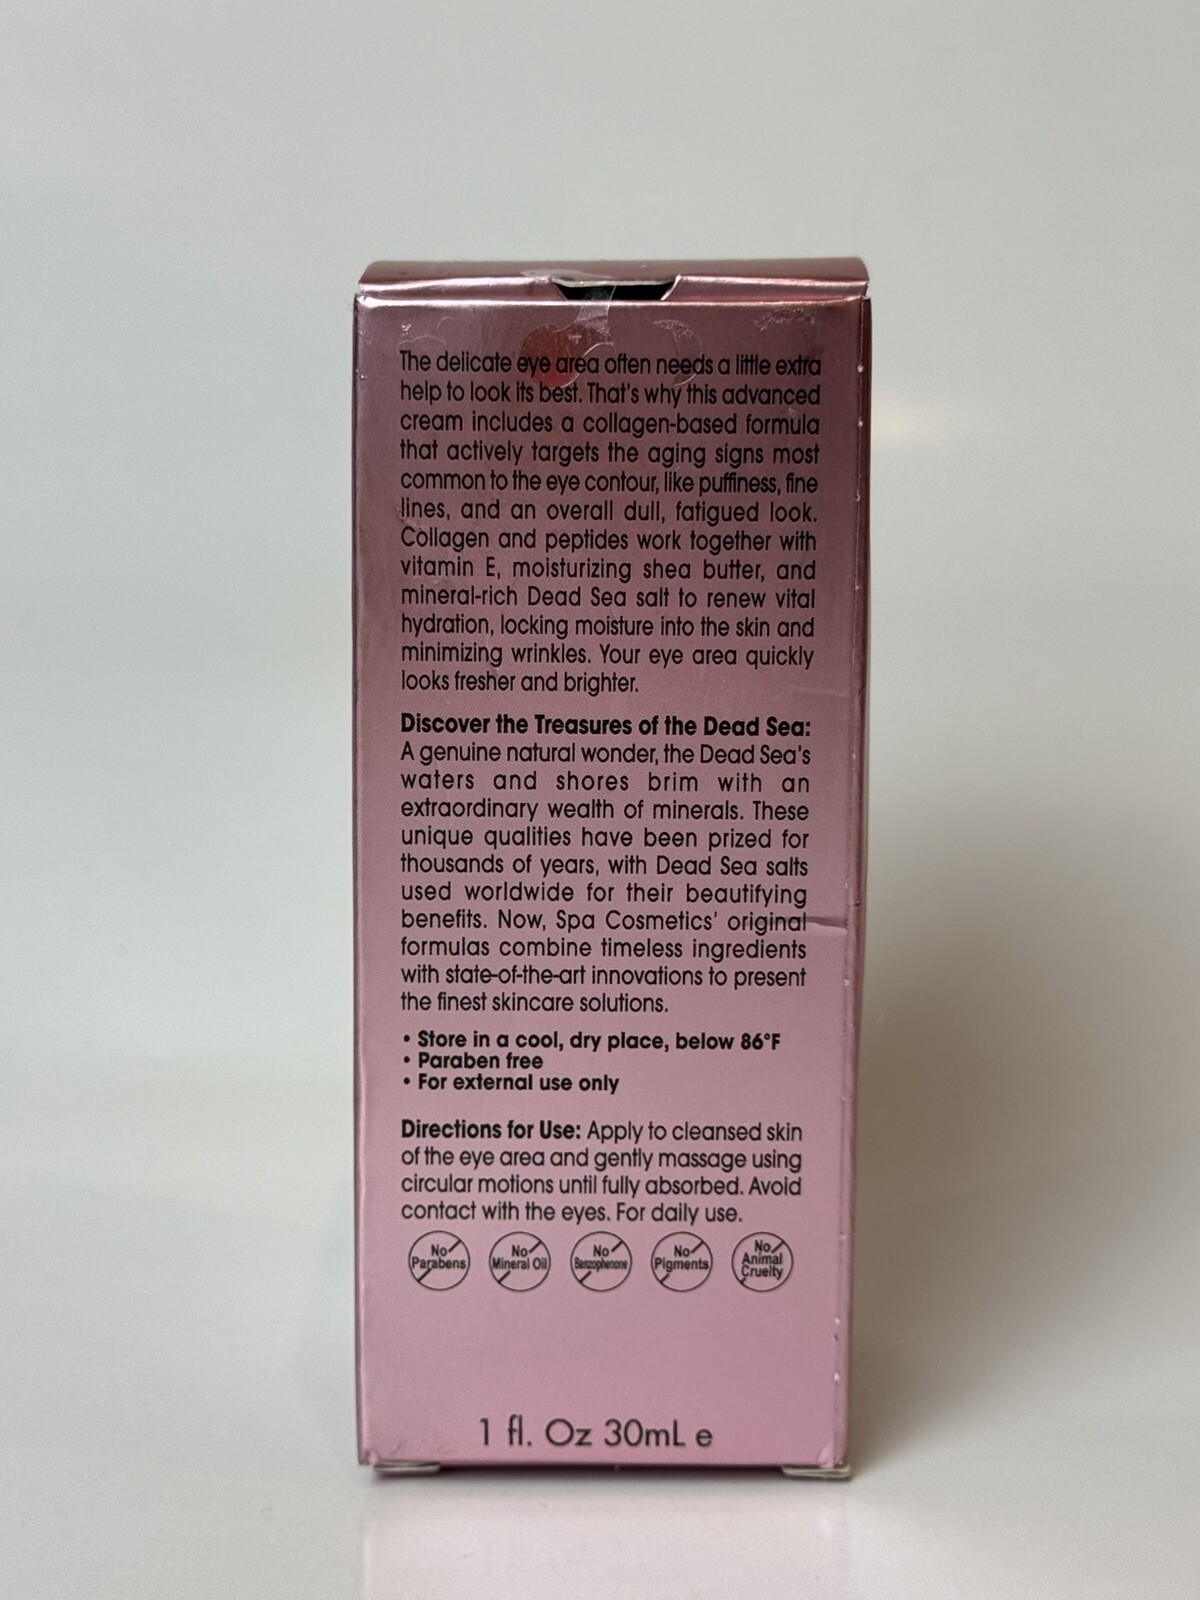 The delicate eye area often needs a little extra
help to look its best. That's why this advanced
cream includes a collagen-based formula
that actively targets the aging signs most
common to the eye contour, like puffiness, fine
lines, and an overall dull, fatigued look.
Collagen and peptides work together with
vitamin E, moisturizing shea butter, and
mineral-rich Dead Sea salt to renew vital
hydration, locking moisture into the skin and
minimizing wrinkles. Your eye area quickly
looks fresher and brighter.
Discover the Treasures of the Dead Sea:
A genuine natural wonder, the Dead Sea's
waters and shores brim with an
extraordinary wealth of minerals. These
unique qualities have been prized for
thousands of years, with Dead Sea salts
used worldwide for their beautifying
benefits. Now, Spa Cosmetics' original
formulas combine timeless ingredients
with state-of-the-art innovations to present
the finest skincare solutions.
• Store in a cool, dry place, below 86°F
• Paraben free
• For external use only
Directions for Use: Apply to cleansed skin
of the eye area and gently massage using
circular motions until fully absorbed. Avoid
contact with the eyes. For daily use.
No Parabens
No Mineral Oil
No Benzophenone
No Pigments
No Animal Cruelty
1 fl. Oz 30mL e